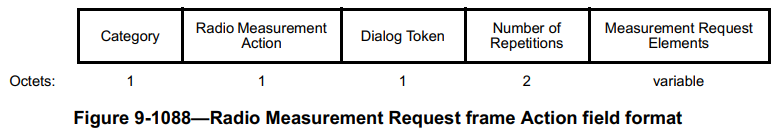 Category
Radio Measurement
Action
Dialog Token
Number of
Repetitions
Measurement Request
Elements
Octets: 1 1 1 2 variable
Figure 9-1088—Radio Measurement Request frame Action field format